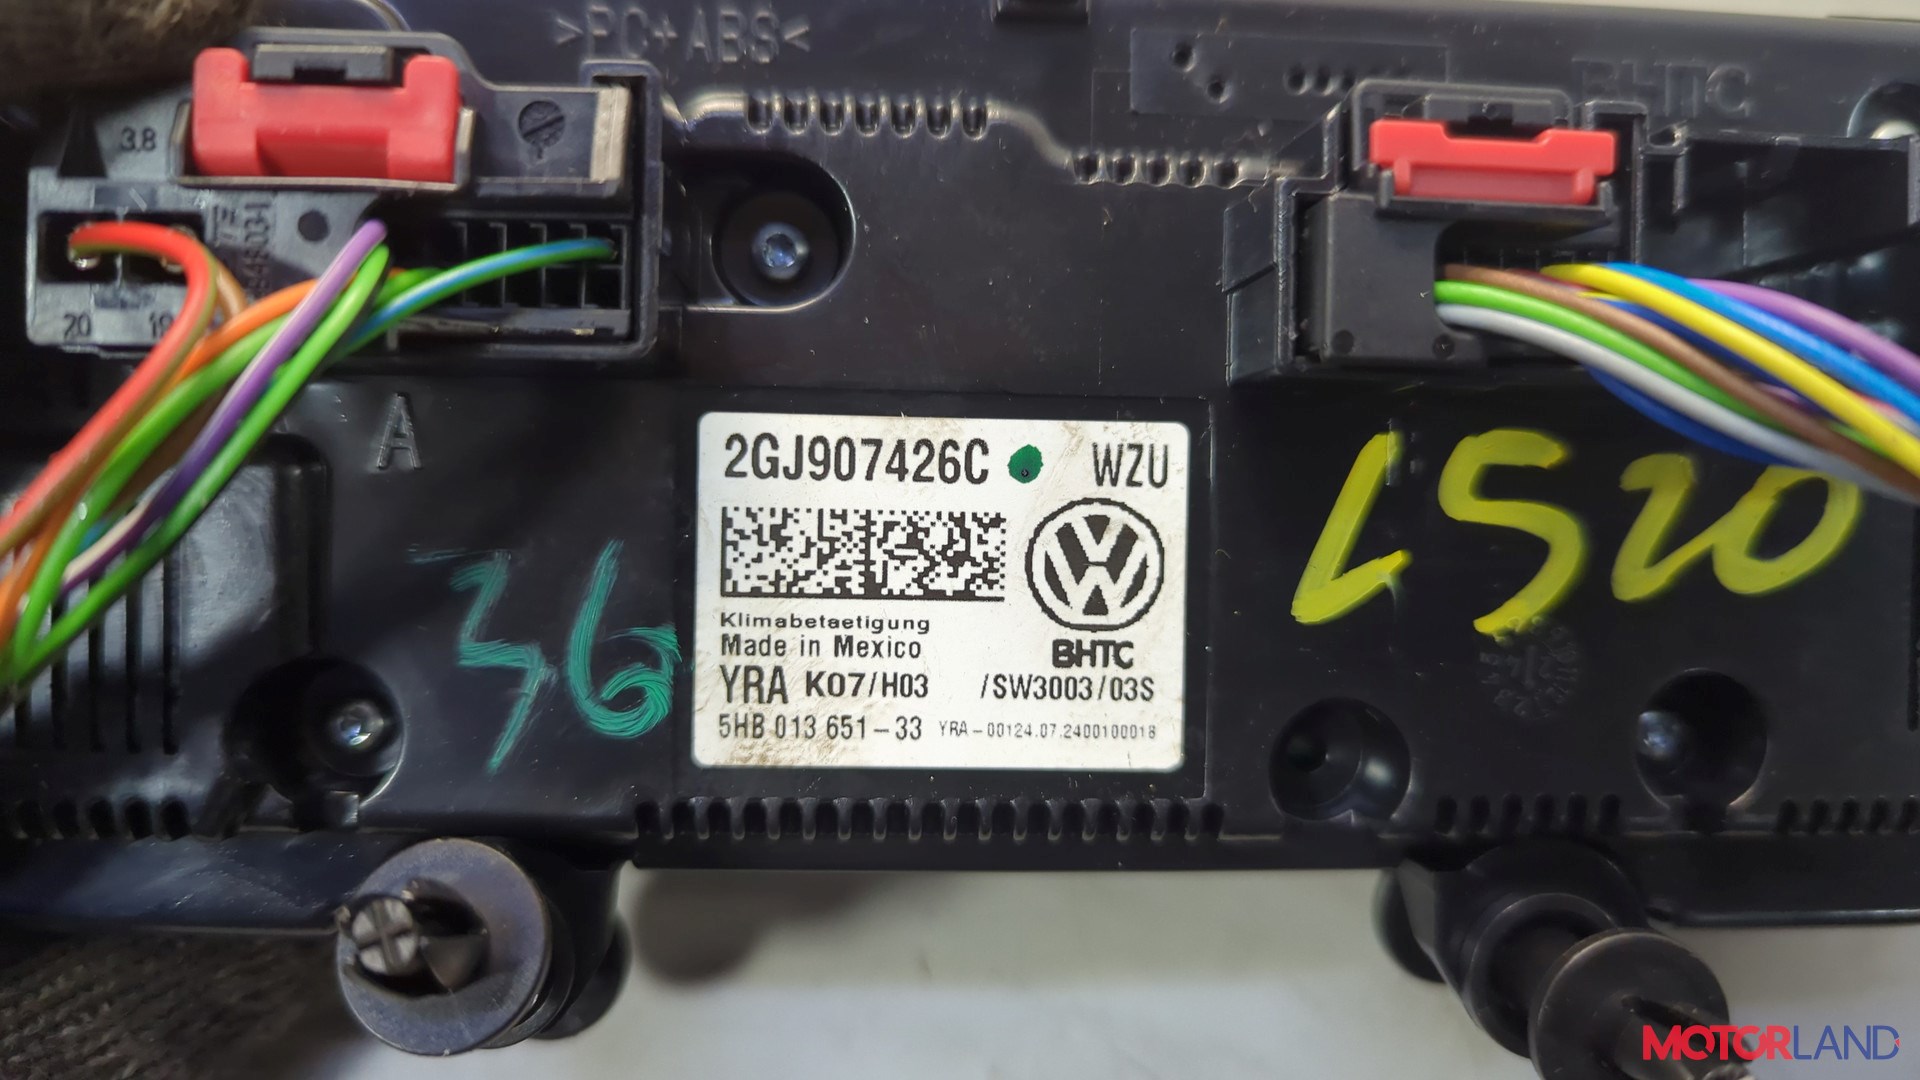 >PC+ABS<
BHTC
3.8
20
19
A
2GJ907426C WZU
Klimabetaetigung
Made in Mexico
BHTC
YRA K07/H03 /SW3003/03S
5HB 013 651-33 YRA-00124.07.2400100018
36
LS20
MOTORLAND